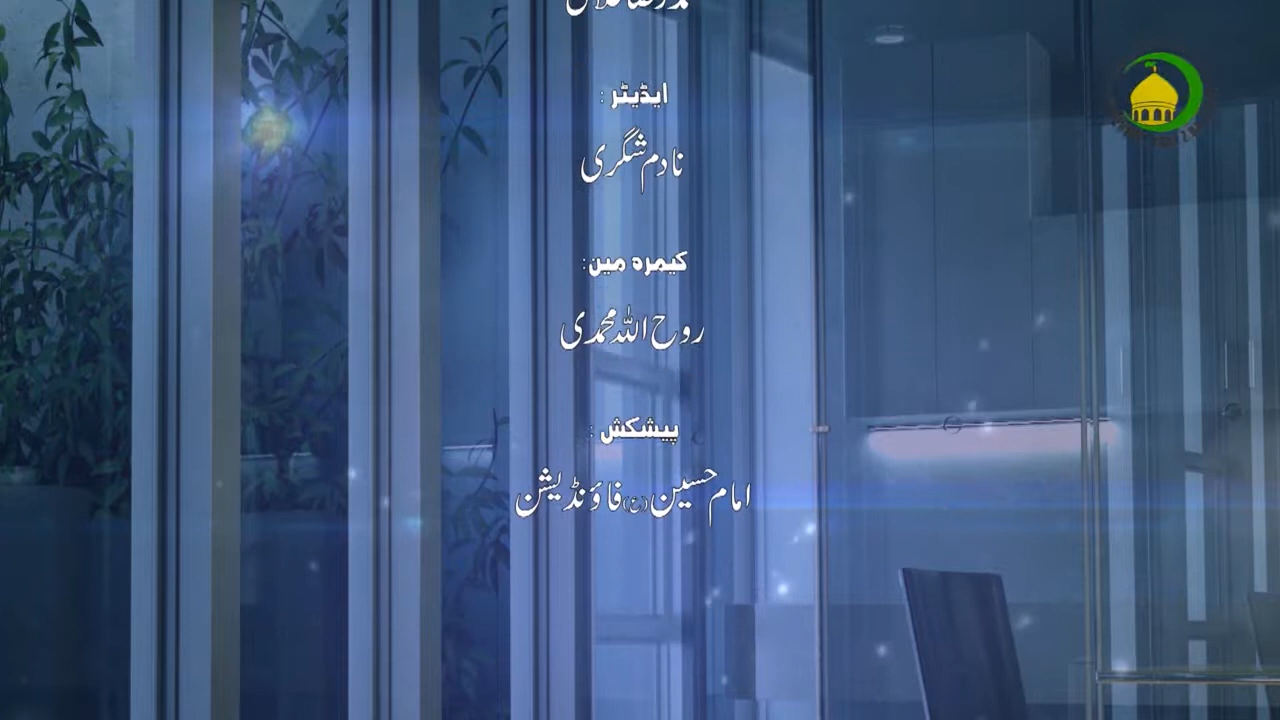 ایڈیٹر :
نادم شگری
کیمرہ مین:
روح اللہ محمدی
پیشکش :
امام حسین (ع) فاؤنڈیشن